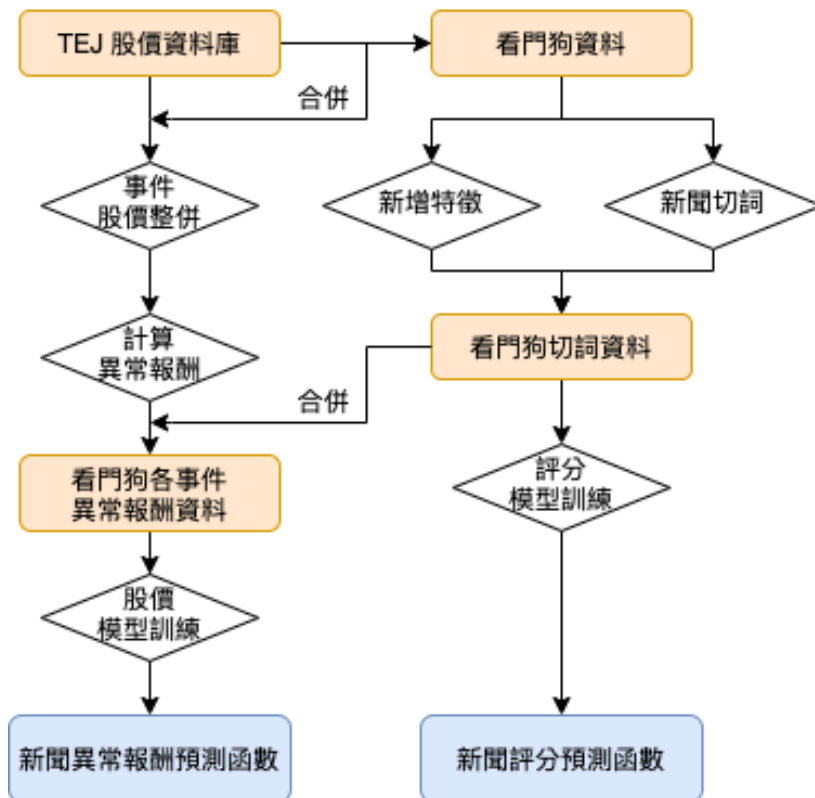 TEJ 股價資料庫
看門狗資料
合併
事件
股價整併
新增特徵
新聞切詞
計算
異常報酬
看門狗切詞資料
合併
看門狗各事件
異常報酬資料
評分
模型訓練
股價
模型訓練
新聞異常報酬預測函數
新聞評分預測函數